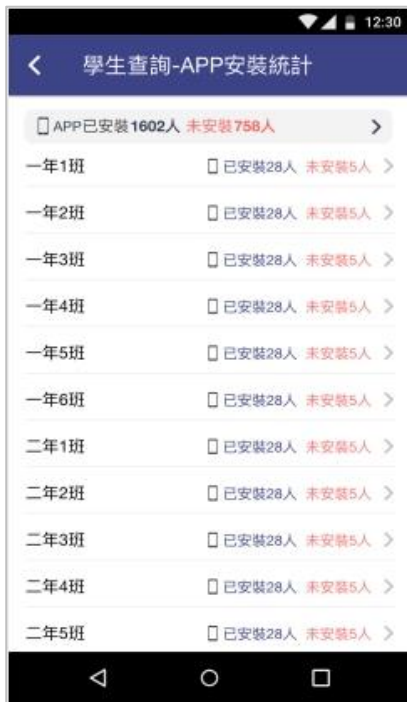 12:30
學生查詢-APP安裝統計
APP已安裝1602人 未安裝758人
一年1班 已安裝28人 未安裝5人
一年2班 已安裝28人 未安裝5人
一年3班 已安裝28人 未安裝5人
一年4班 已安裝28人 未安裝5人
一年5班 已安裝28人 未安裝5人
一年6班 已安裝28人 未安裝5人
二年1班 已安裝28人 未安裝5人
二年2班 已安裝28人 未安裝5人
二年3班 已安裝28人 未安裝5人
二年4班 已安裝28人 未安裝5人
二年5班 已安裝28人 未安裝5人